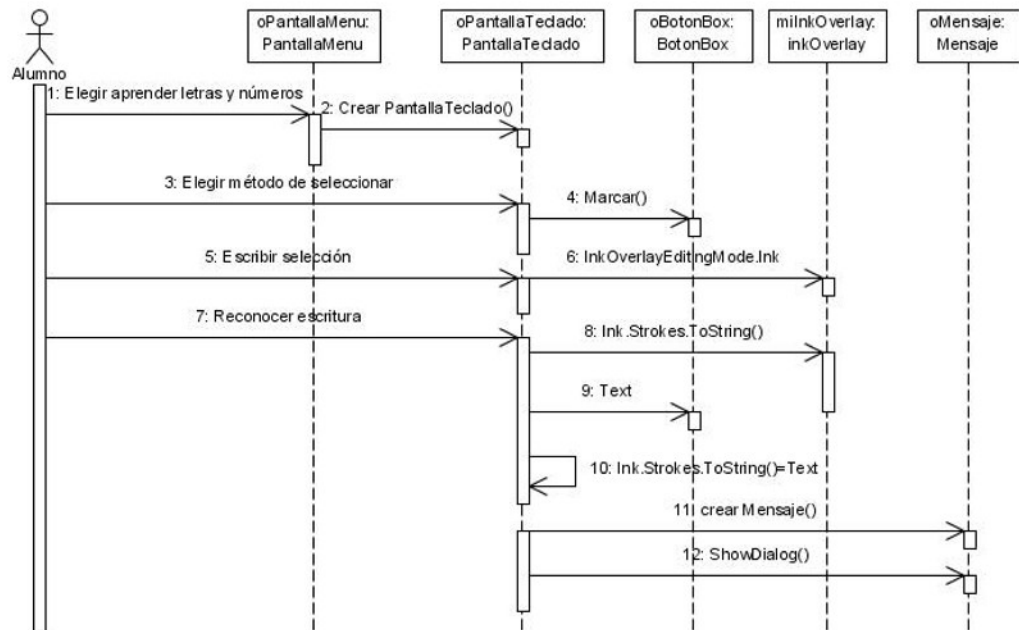 oPantallaMenu:
PantallaMenu
oPantallaTeclado:
PantallaTeclado
oBotonBox:
BotonBox
miInkOverlay:
inkOverlay
oMensaje:
Mensaje
Alumno
1: Elegir aprender letras y números
2: Crear PantallaTeclado()
3: Elegir método de seleccionar
4: Marcar()
5: Escribir selección
6: InkOverlayEditingMode.Ink
7: Reconocer escritura
8: Ink.Strokes.ToString()
9: Text
10: Ink.Strokes.ToString()=Text
11: crearMensaje()
12: ShowDialog()